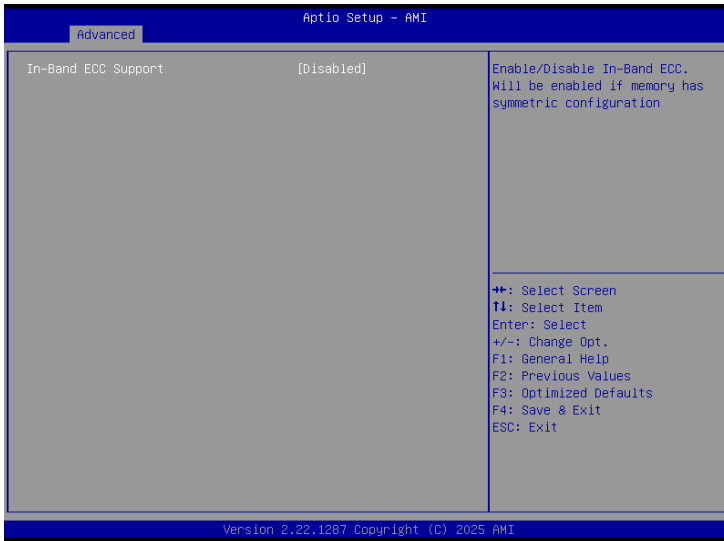 Aptio Setup – AMI
Advanced
In-Band ECC Support [Disabled]
Enable/Disable In-Band ECC.
Will be enabled if memory has
symmetric configuration
→←: Select Screen
↑↓: Select Item
Enter: Select
+/-: Change Opt.
F1: General Help
F2: Previous Values
F3: Optimized Defaults
F4: Save & Exit
ESC: Exit
Version 2.22.1287 Copyright (C) 2025 AMI